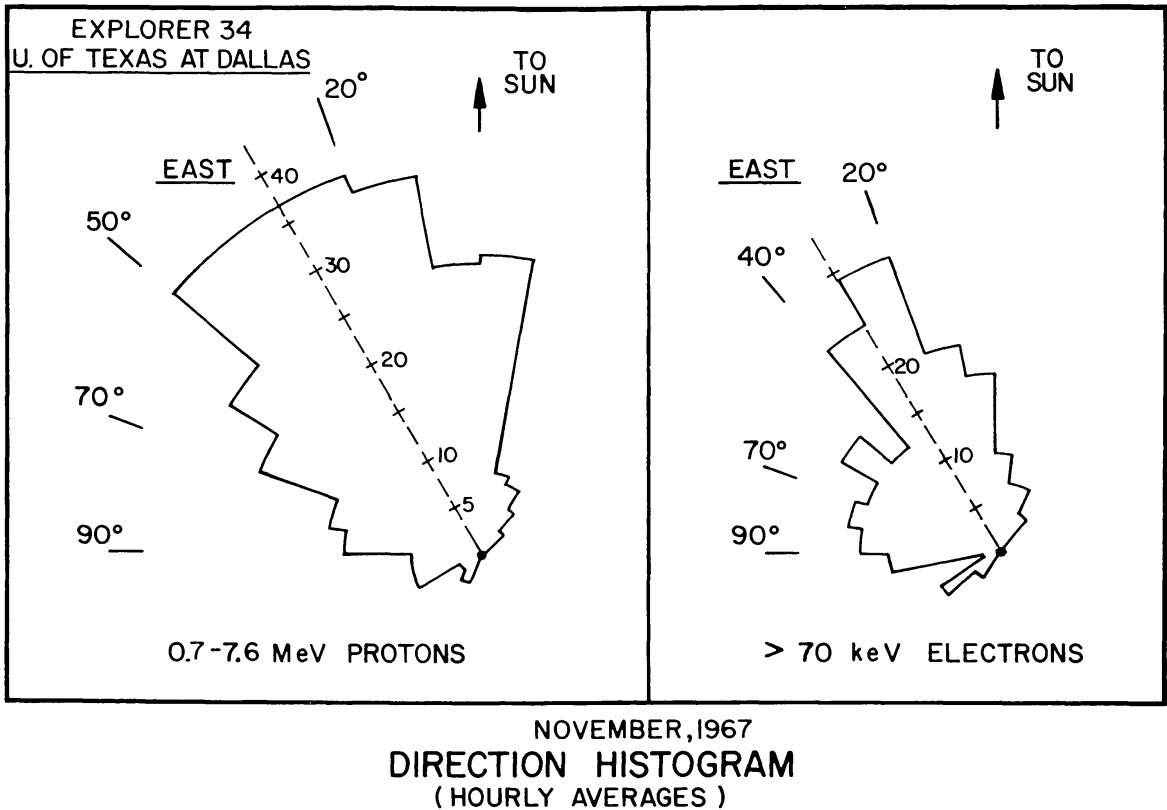 EXPLORER 34
U. OF TEXAS AT DALLAS
TO
SUN
20°
EAST
40
50°
30
20
70°
10
5
90°
0.7-7.6 MeV PROTONS
TO
SUN
EAST
20°
40°
20
70°
10
90°
> 70 keV ELECTRONS
NOVEMBER, 1967
DIRECTION HISTOGRAM
( HOURLY AVERAGES )